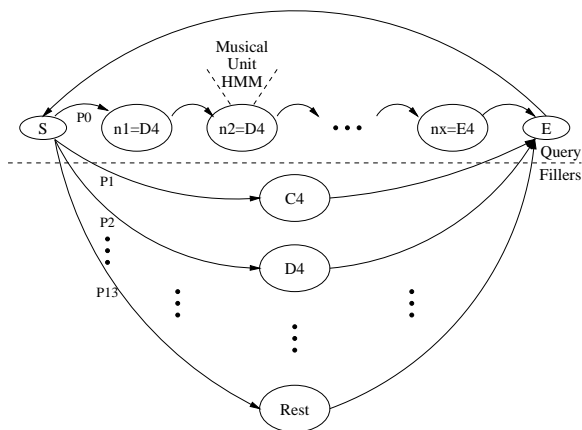 Musical
Unit
HMM
S
P0
n1=D4
n2=D4
nx=E4
E
Query
Fillers
P1
C4
P2
D4
P13
Rest